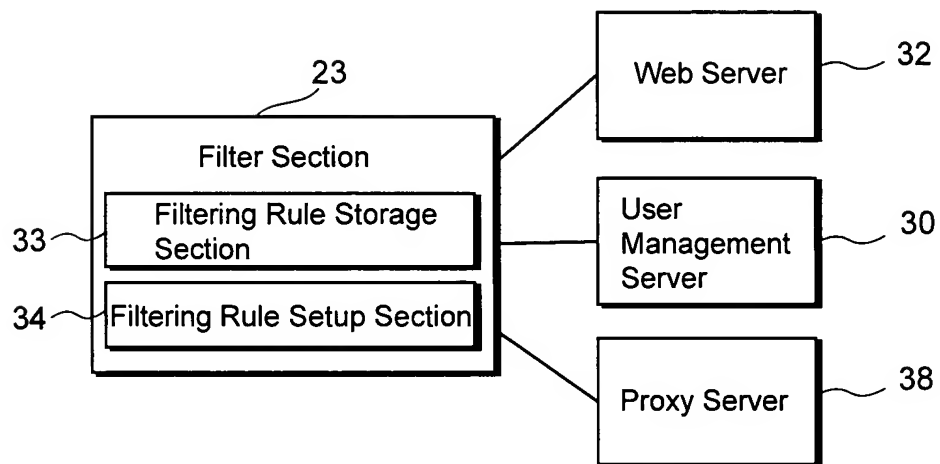 23
Filter Section
33
Filtering Rule Storage
Section
34
Filtering Rule Setup Section
Web Server
32
User
Management
Server
30
Proxy Server
38